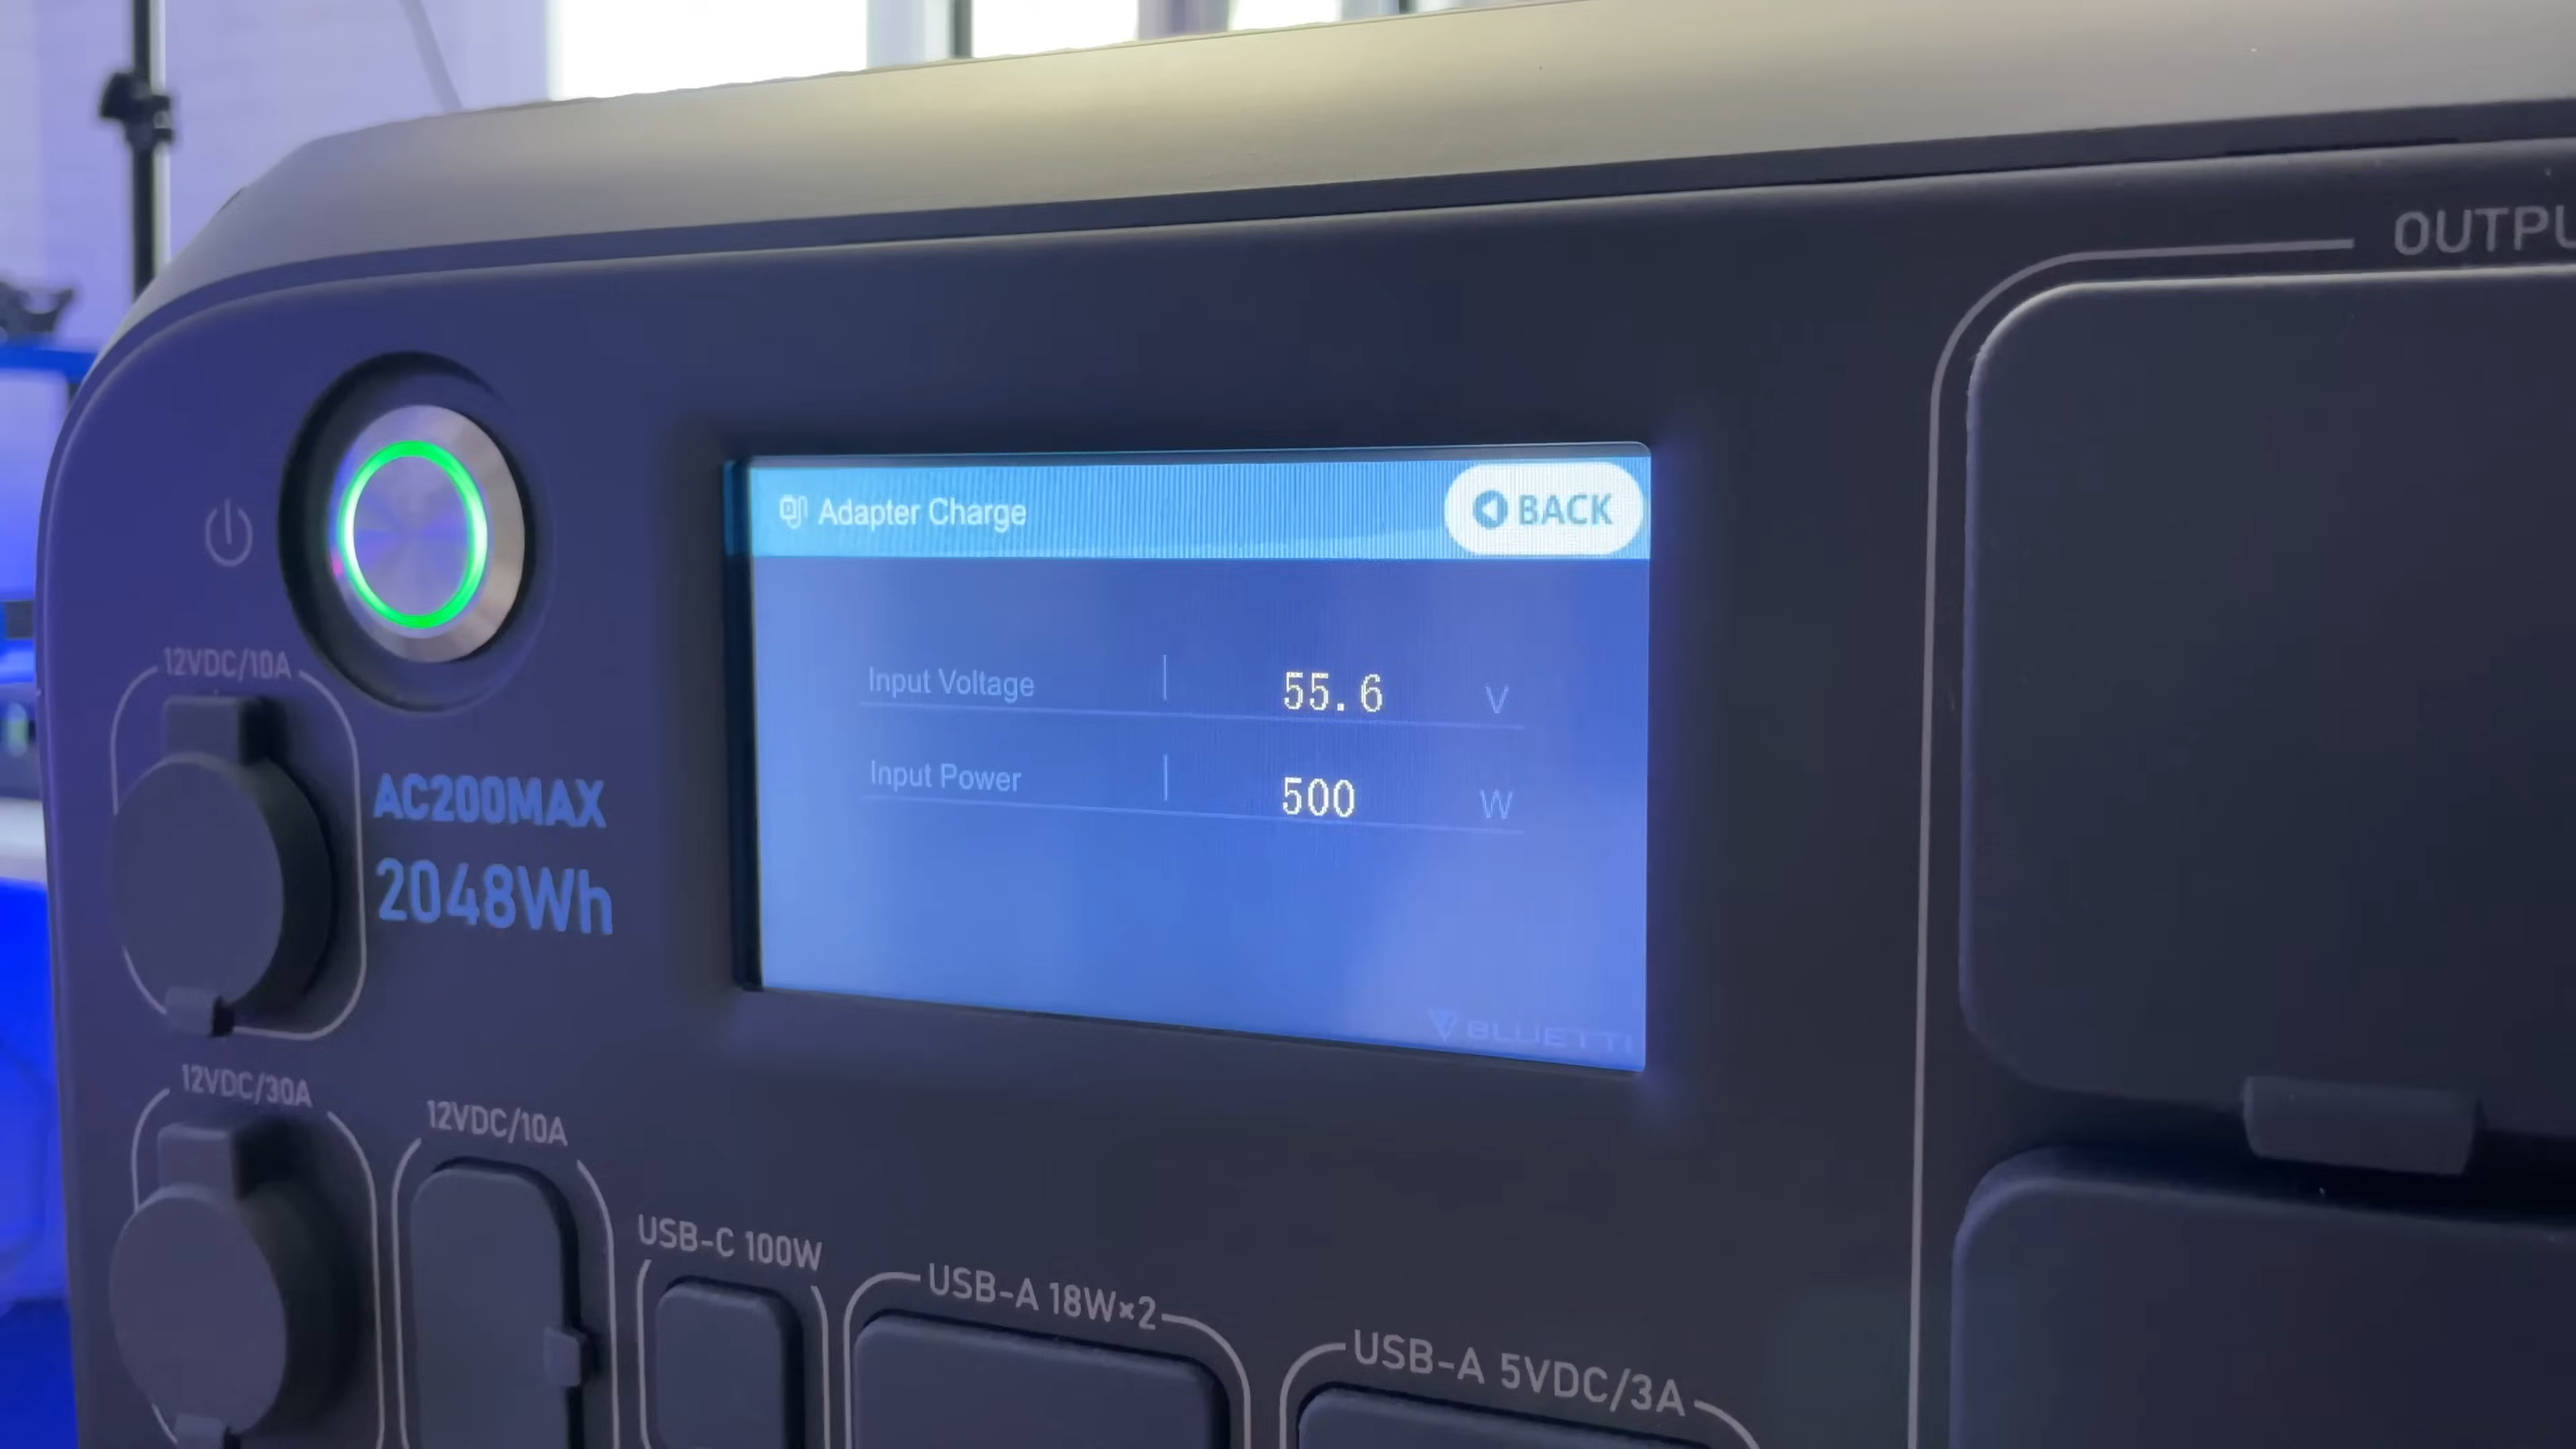 OUTPU
Adapter Charge
BACK
12VDC/10A
Input Voltage 55.6 V
Input Power 500 W
AC200MAX
2048Wh
BLUETTI
12VDC/30A
12VDC/10A
USB-C 100W
USB-A 18W×2
USB-A 5VDC/3A